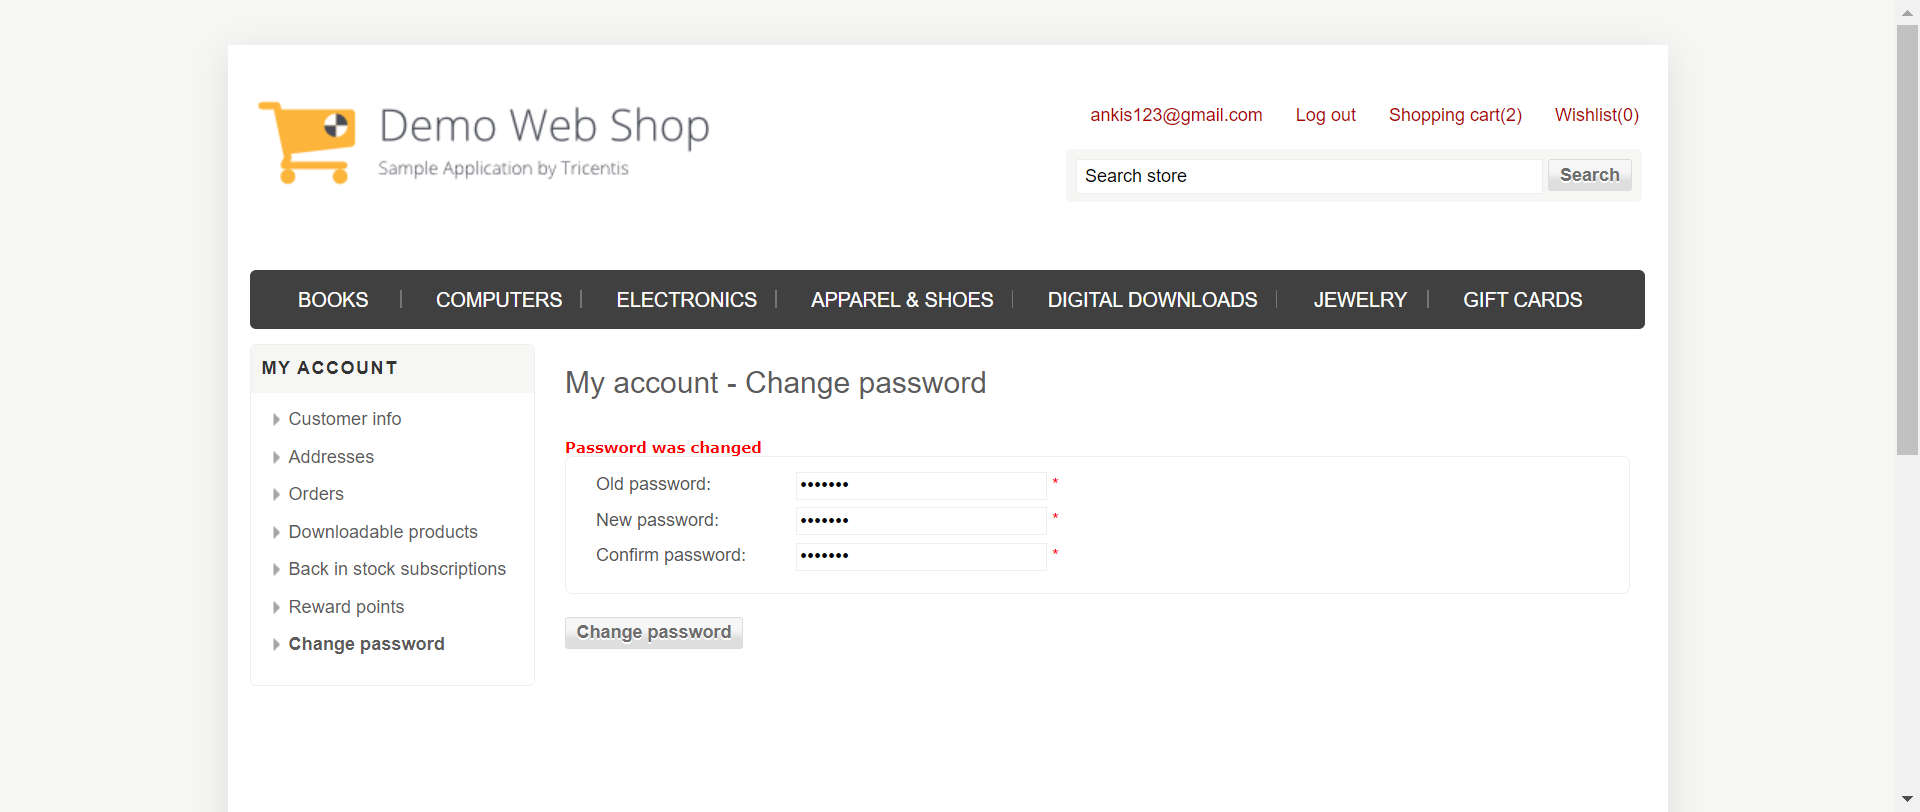 Demo Web Shop
Sample Application by Tricentis
ankis123@gmail.com Log out Shopping cart(2) Wishlist(0)
Search store Search
BOOKS COMPUTERS ELECTRONICS APPAREL & SHOES DIGITAL DOWNLOADS JEWELRY GIFT CARDS
MY ACCOUNT
Customer info
Addresses
Orders
Downloadable products
Back in stock subscriptions
Reward points
Change password
My account - Change password
Password was changed
Old password: ••••••• *
New password: ••••••• *
Confirm password: ••••••• *
Change password